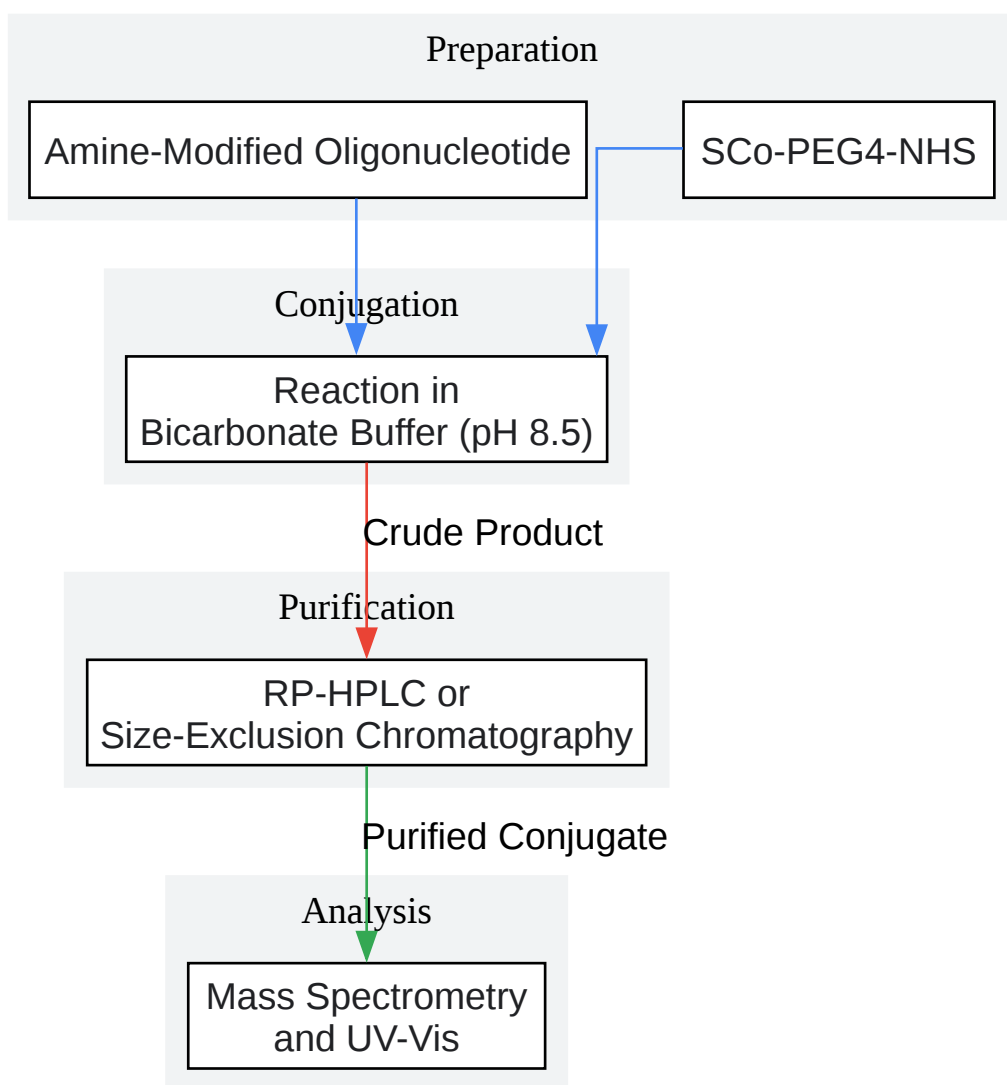 Preparation
Amine-Modified Oligonucleotide
SCo-PEG4-NHS
Conjugation
Reaction in
Bicarbonate Buffer (pH 8.5)
Crude Product
Purification
RP-HPLC or
Size-Exclusion Chromatography
Purified Conjugate
Analysis
Mass Spectrometry
and UV-Vis